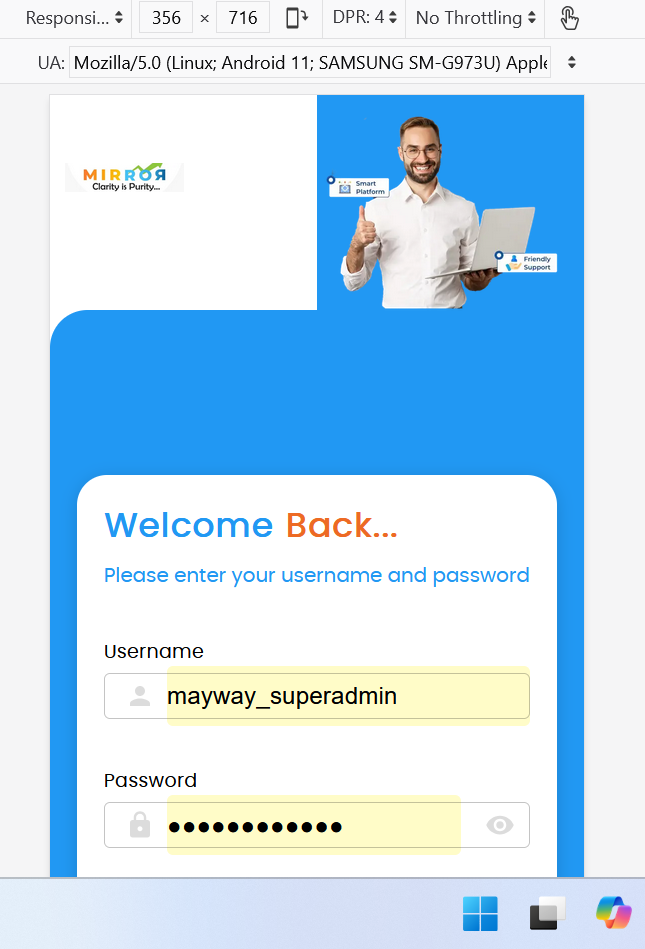 Responsi... 356 × 716 DPR: 4 No Throttling
UA: Mozilla/5.0 (Linux; Android 11; SAMSUNG SM-G973U) Apple
MIRROR
Clarity is Purity...
Smart
Platform
Friendly
Support
Welcome Back...
Please enter your username and password
Username
mayway_superadmin
Password
●●●●●●●●●●●●